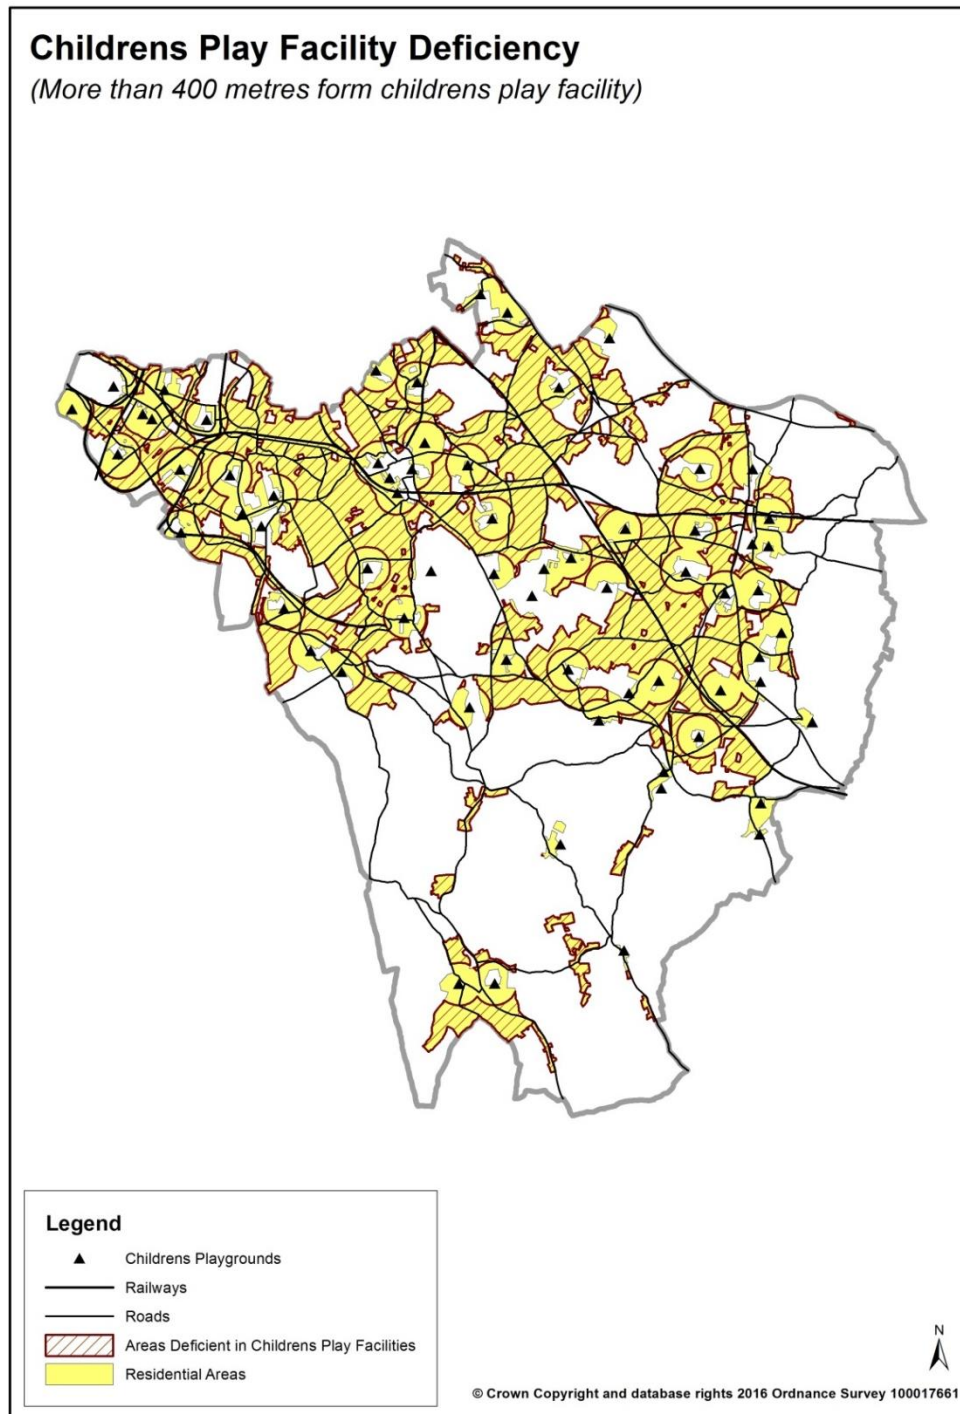 Childrens Play Facility Deficiency
(More than 400 metres form childrens play facility)
Legend
Childrens Playgrounds
Railways
Roads
Areas Deficient in Childrens Play Facilities
Residential Areas
N
© Crown Copyright and database rights 2016 Ordnance Survey 100017661